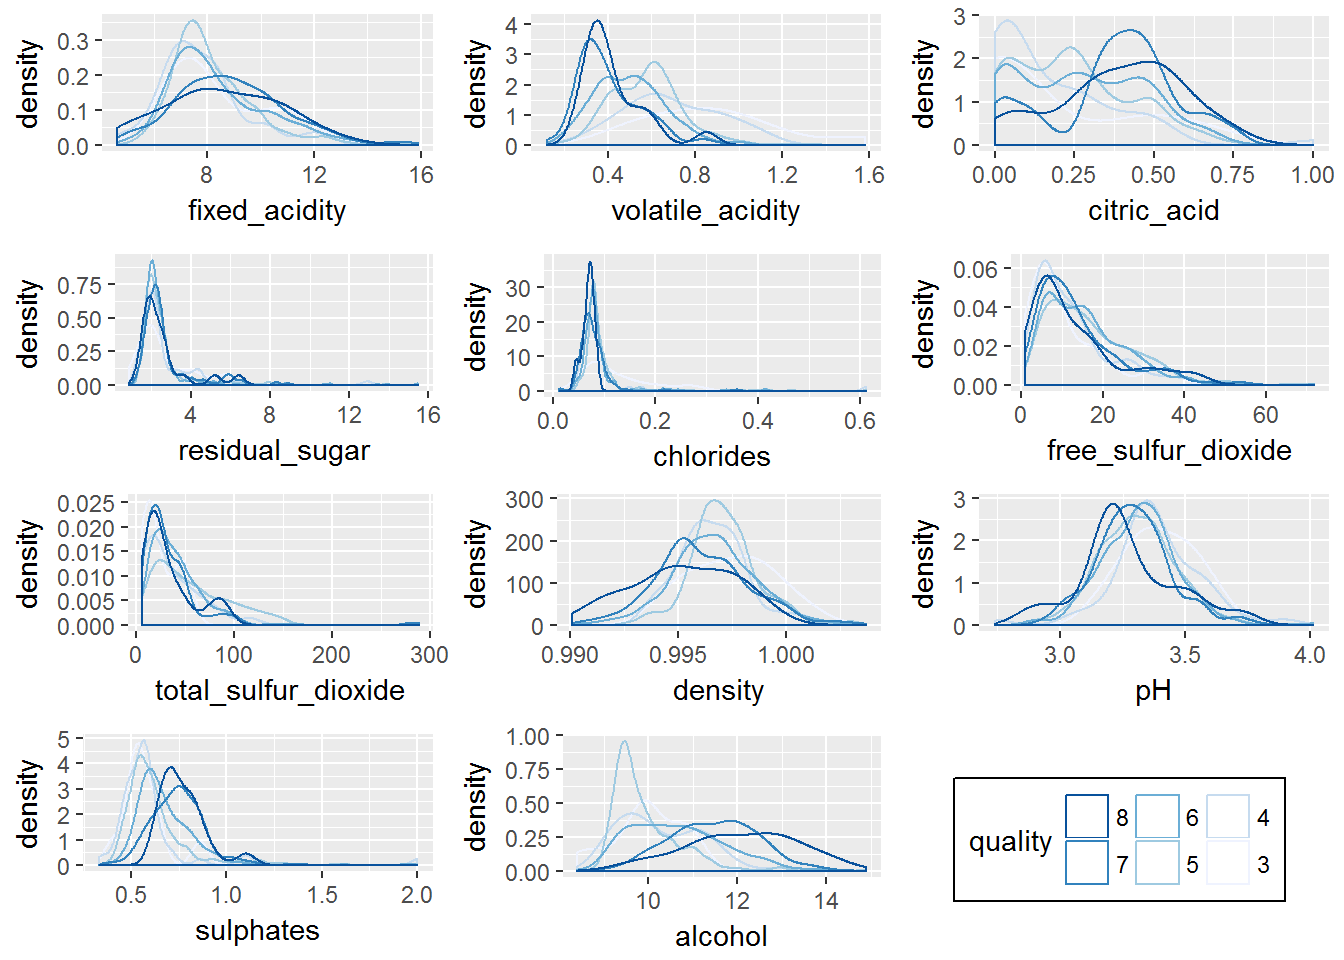 density
0.3
0.2
0.1
0.0
8 12 16
fixed_acidity
density
4
3
2
1
0
0.4 0.8 1.2 1.6
volatile_acidity
density
3
2
1
0
0.00 0.25 0.50 0.75 1.00
citric_acid
density
0.75
0.50
0.25
0.00
4 8 12 16
residual_sugar
density
30
20
10
0
0.0 0.2 0.4 0.6
chlorides
density
0.06
0.04
0.02
0.00
0 20 40 60
free_sulfur_dioxide
density
0.025
0.020
0.015
0.010
0.005
0.000
0 100 200 300
total_sulfur_dioxide
density
300
200
100
0
0.990 0.995 1.000
density
density
3
2
1
0
3.0 3.5 4.0
pH
density
5
4
3
2
1
0
0.5 1.0 1.5 2.0
sulphates
density
1.00
0.75
0.50
0.25
0.00
10 12 14
alcohol
quality
8 6 4
7 5 3